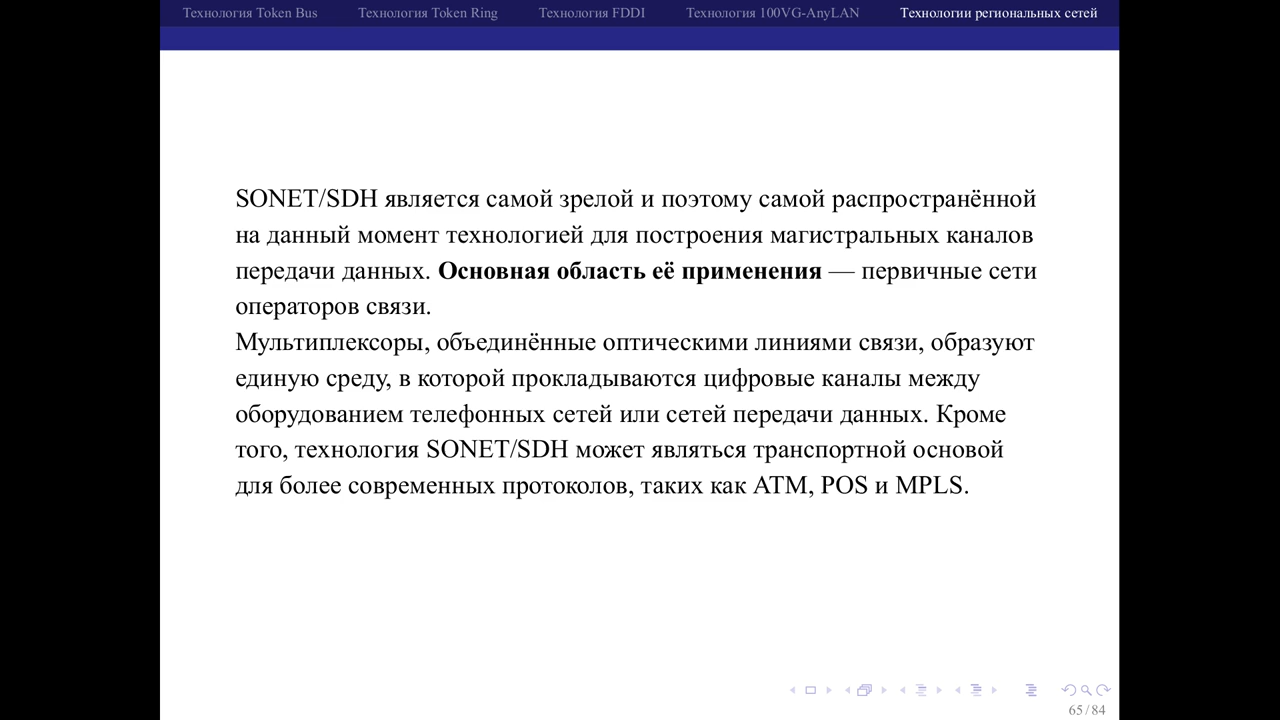 Технология Token Bus Технология Token Ring Технология FDDI Технология 100VG-AnyLAN Технологии региональных сетей
SONET/SDH является самой зрелой и поэтому самой распространённой
на данный момент технологией для построения магистральных каналов
передачи данных. Основная область её применения — первичные сети
операторов связи.
Мультиплексоры, объединённые оптическими линиями связи, образуют
единую среду, в которой прокладываются цифровые каналы между
оборудованием телефонных сетей или сетей передачи данных. Кроме
того, технология SONET/SDH может являться транспортной основой
для более современных протоколов, таких как ATM, POS и MPLS.
65 / 84